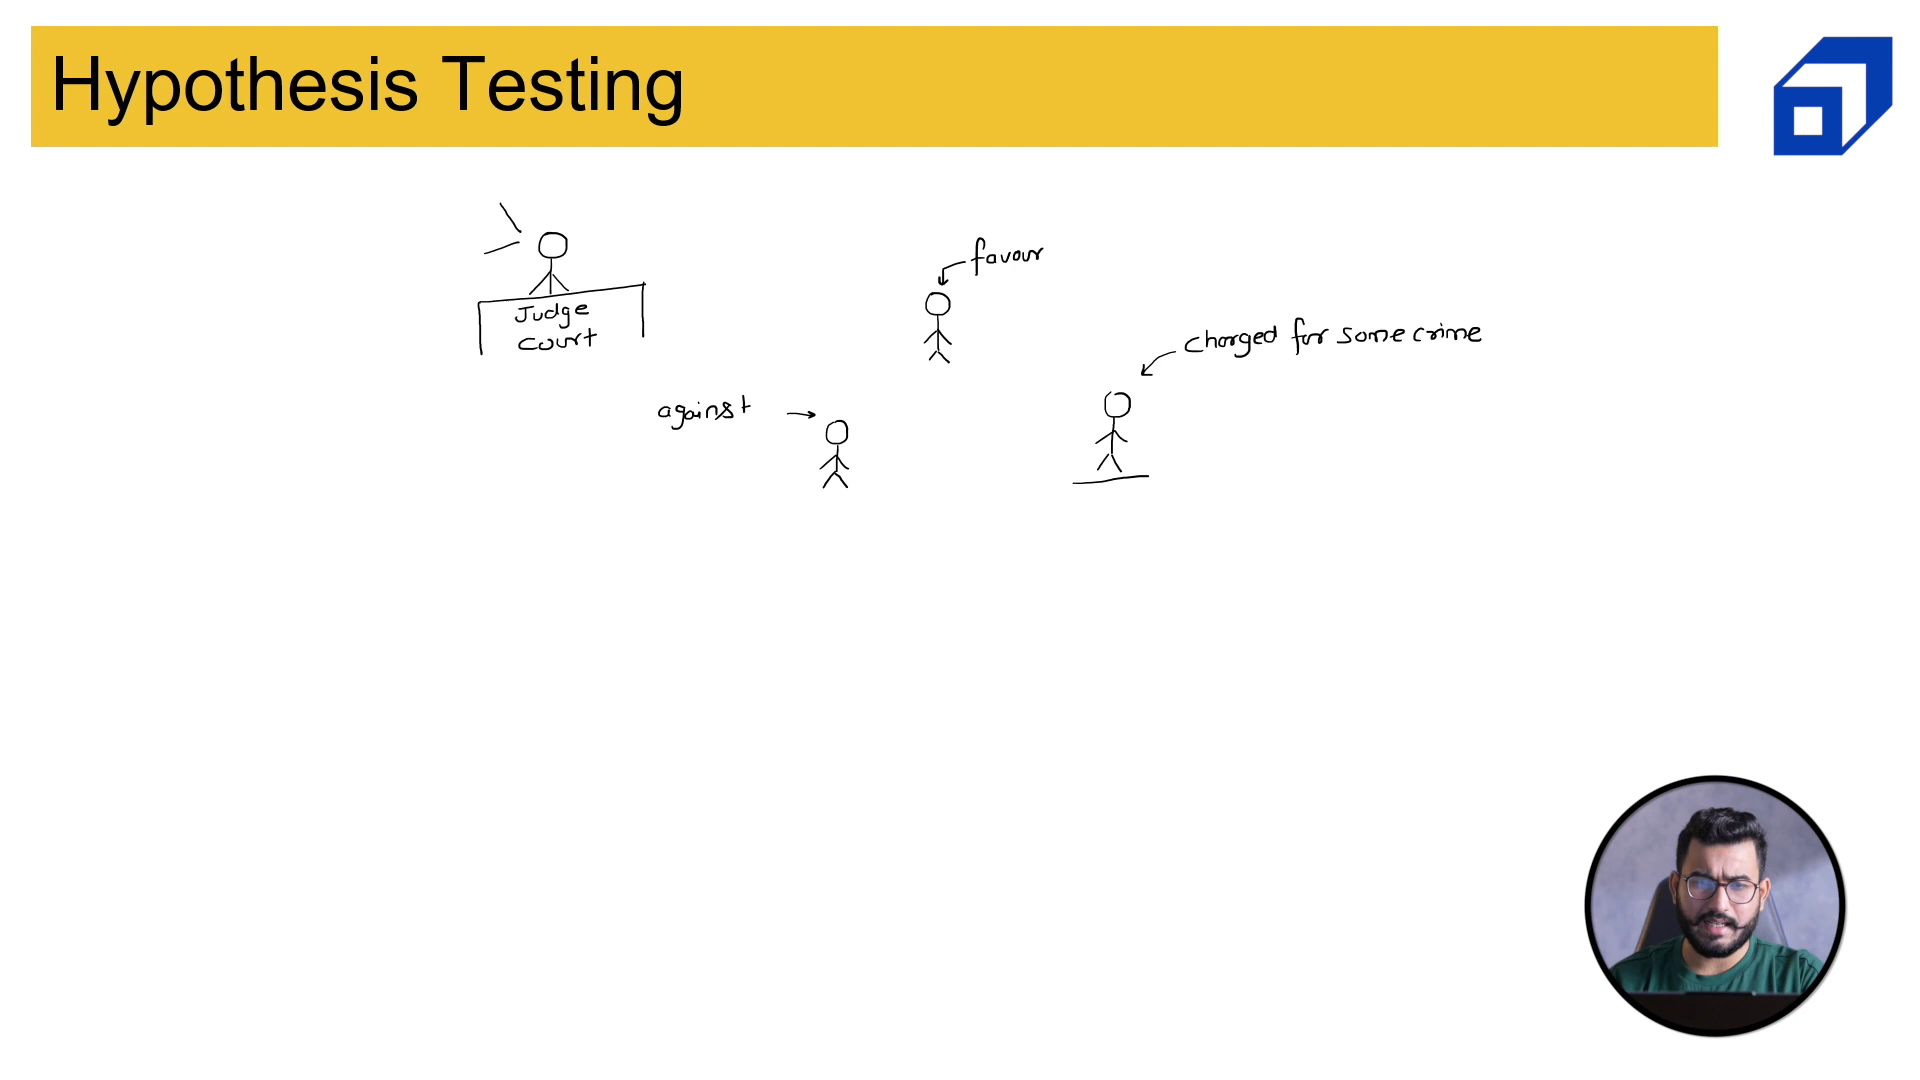 Hypothesis Testing
favour
Judge
court
charged for some crime
against